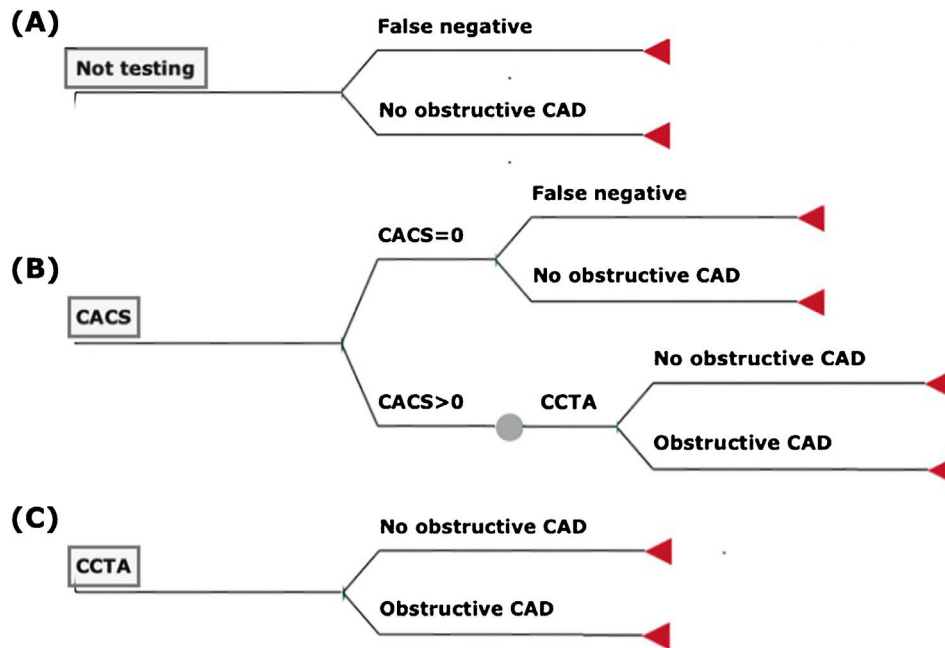 (A)
False negative
Not testing
No obstructive CAD
False negative
CACS=0
(B)
No obstructive CAD
CACS
No obstructive CAD
CACS>0
CCTA
Obstructive CAD
(C)
No obstructive CAD
CCTA
Obstructive CAD